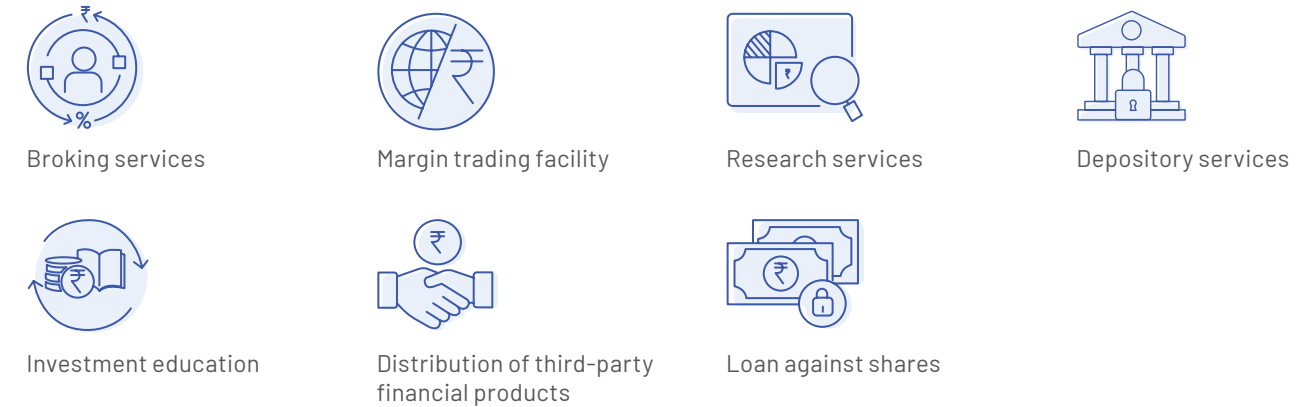 ₹
%
₹
₹
Broking services
Margin trading facility
Research services
Depository services
₹
₹
₹
Investment education
Distribution of third-party
financial products
Loan against shares